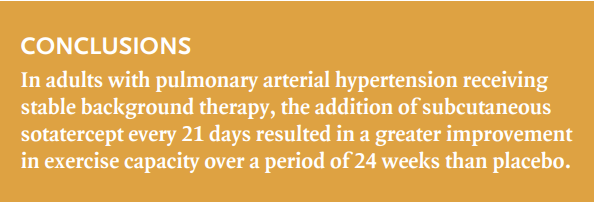 CONCLUSIONS
In adults with pulmonary arterial hypertension receiving
stable background therapy, the addition of subcutaneous
sotatercept every 21 days resulted in a greater improvement
in exercise capacity over a period of 24 weeks than placebo.